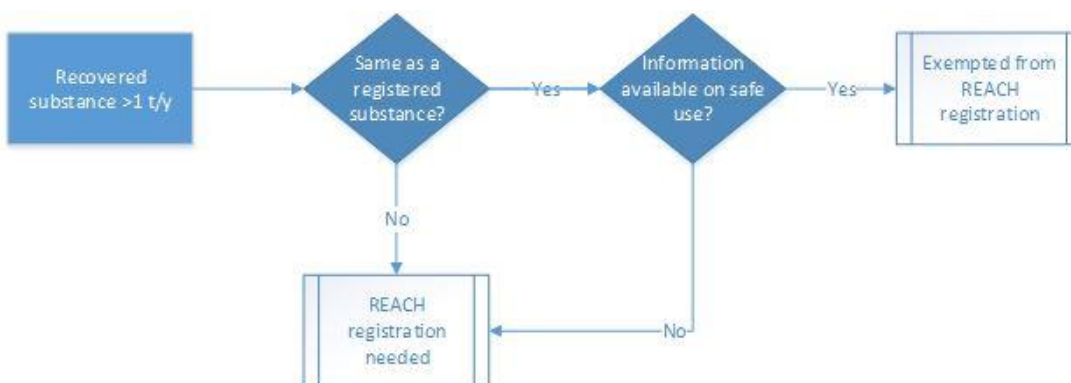 Recovered
substance >1 t/y
Same as a
registered
substance?
Yes
Information
available on safe
use?
Yes
Exempted from
REACH
registration
No
REACH
registration
needed
No